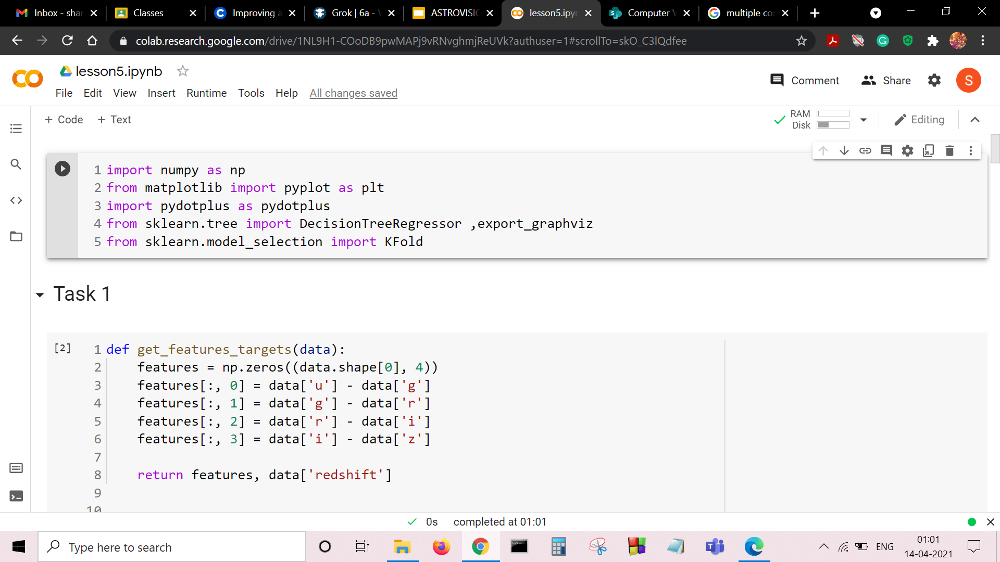 Inbox - shar
Classes
Improving a
Grok | 6a -
ASTROVISIO
lesson5.ipyn
Computer V
multiple co
colab.research.google.com/drive/1NL9H1-COoDB9pwMAPj9vRNvghmjReUVk?authuser=1#scrollTo=skO_C3lQdfee
lesson5.ipynb
Comment
Share
S
File Edit View Insert Runtime Tools Help All changes saved
+ Code + Text
RAM
Disk
Editing
1 import numpy as np
2 from matplotlib import pyplot as plt
3 import pydotplus as pydotplus
4 from sklearn.tree import DecisionTreeRegressor ,export_graphviz
5 from sklearn.model_selection import KFold
Task 1
[2]
1 def get_features_targets(data):
2     features = np.zeros((data.shape[0], 4))
3     features[:, 0] = data['u'] - data['g']
4     features[:, 1] = data['g'] - data['r']
5     features[:, 2] = data['r'] - data['i']
6     features[:, 3] = data['i'] - data['z']
7
8     return features, data['redshift']
9
10
0s completed at 01:01
Type here to search
ENG
01:01
14-04-2021